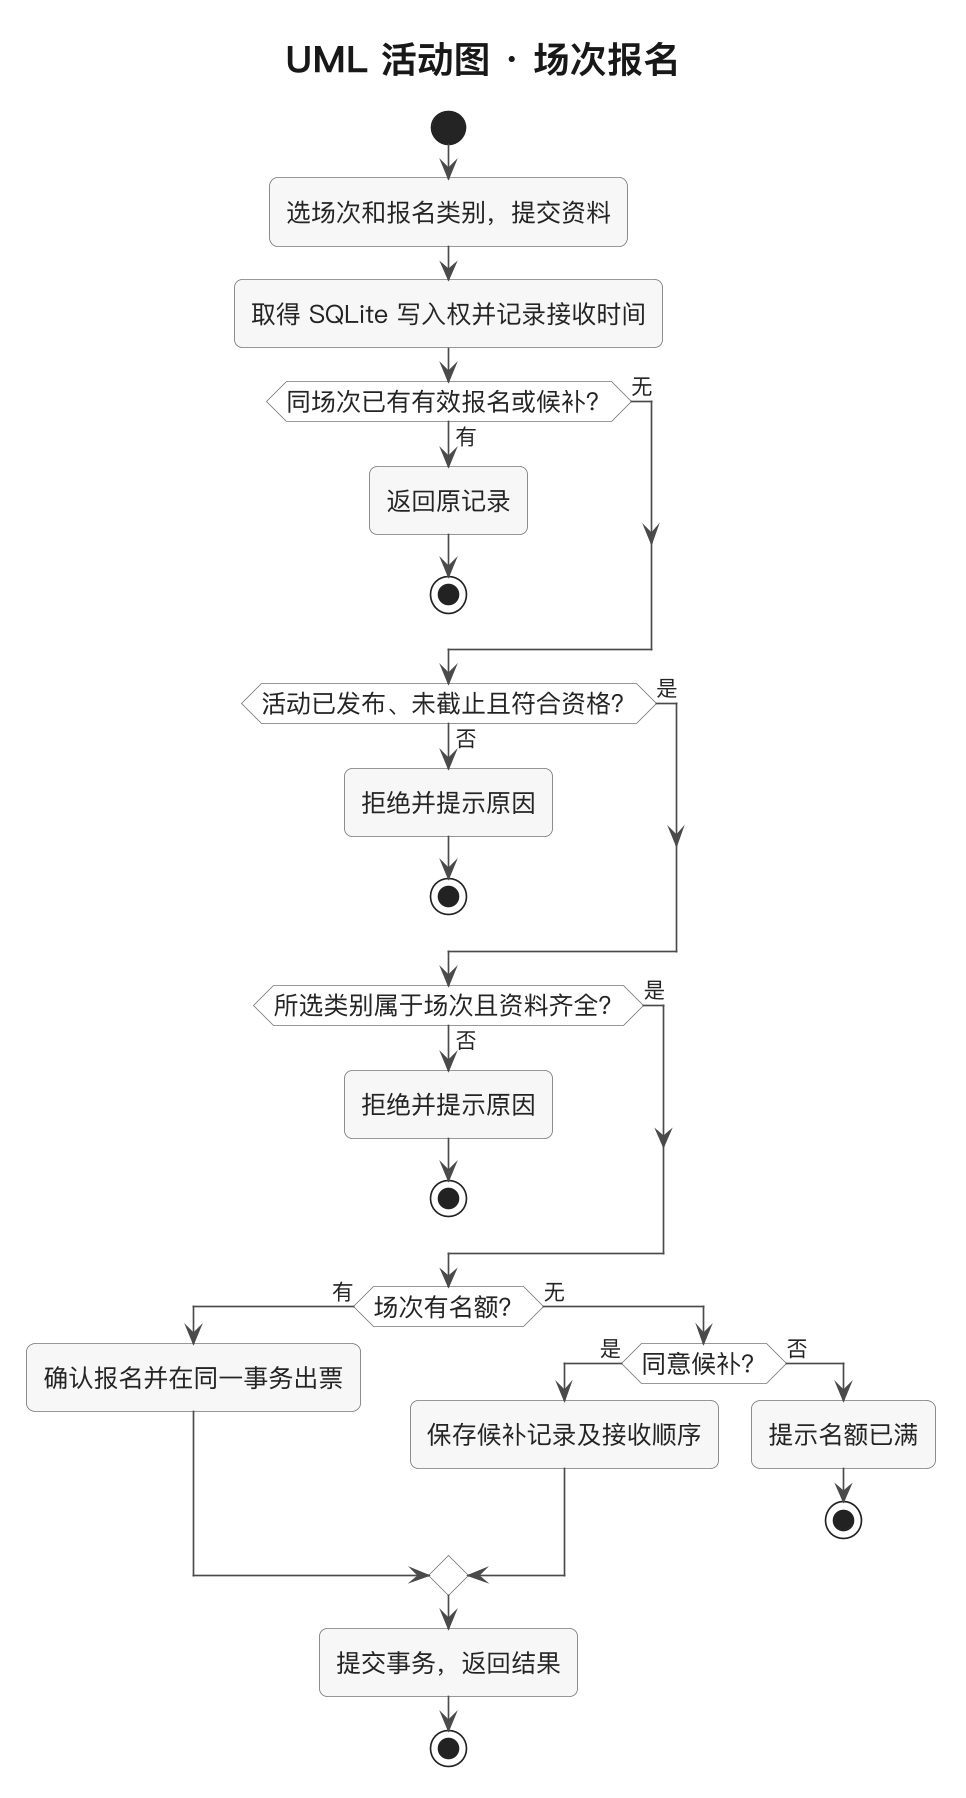 UML 活动图 · 场次报名
选场次和报名类别，提交资料
取得 SQLite 写入权并记录接收时间
同场次已有有效报名或候补？
无
有
返回原记录
活动已发布、未截止且符合资格？
是
否
拒绝并提示原因
所选类别属于场次且资料齐全？
是
否
拒绝并提示原因
有
场次有名额？
无
确认报名并在同一事务出票
是
同意候补？
否
保存候补记录及接收顺序
提示名额已满
提交事务，返回结果